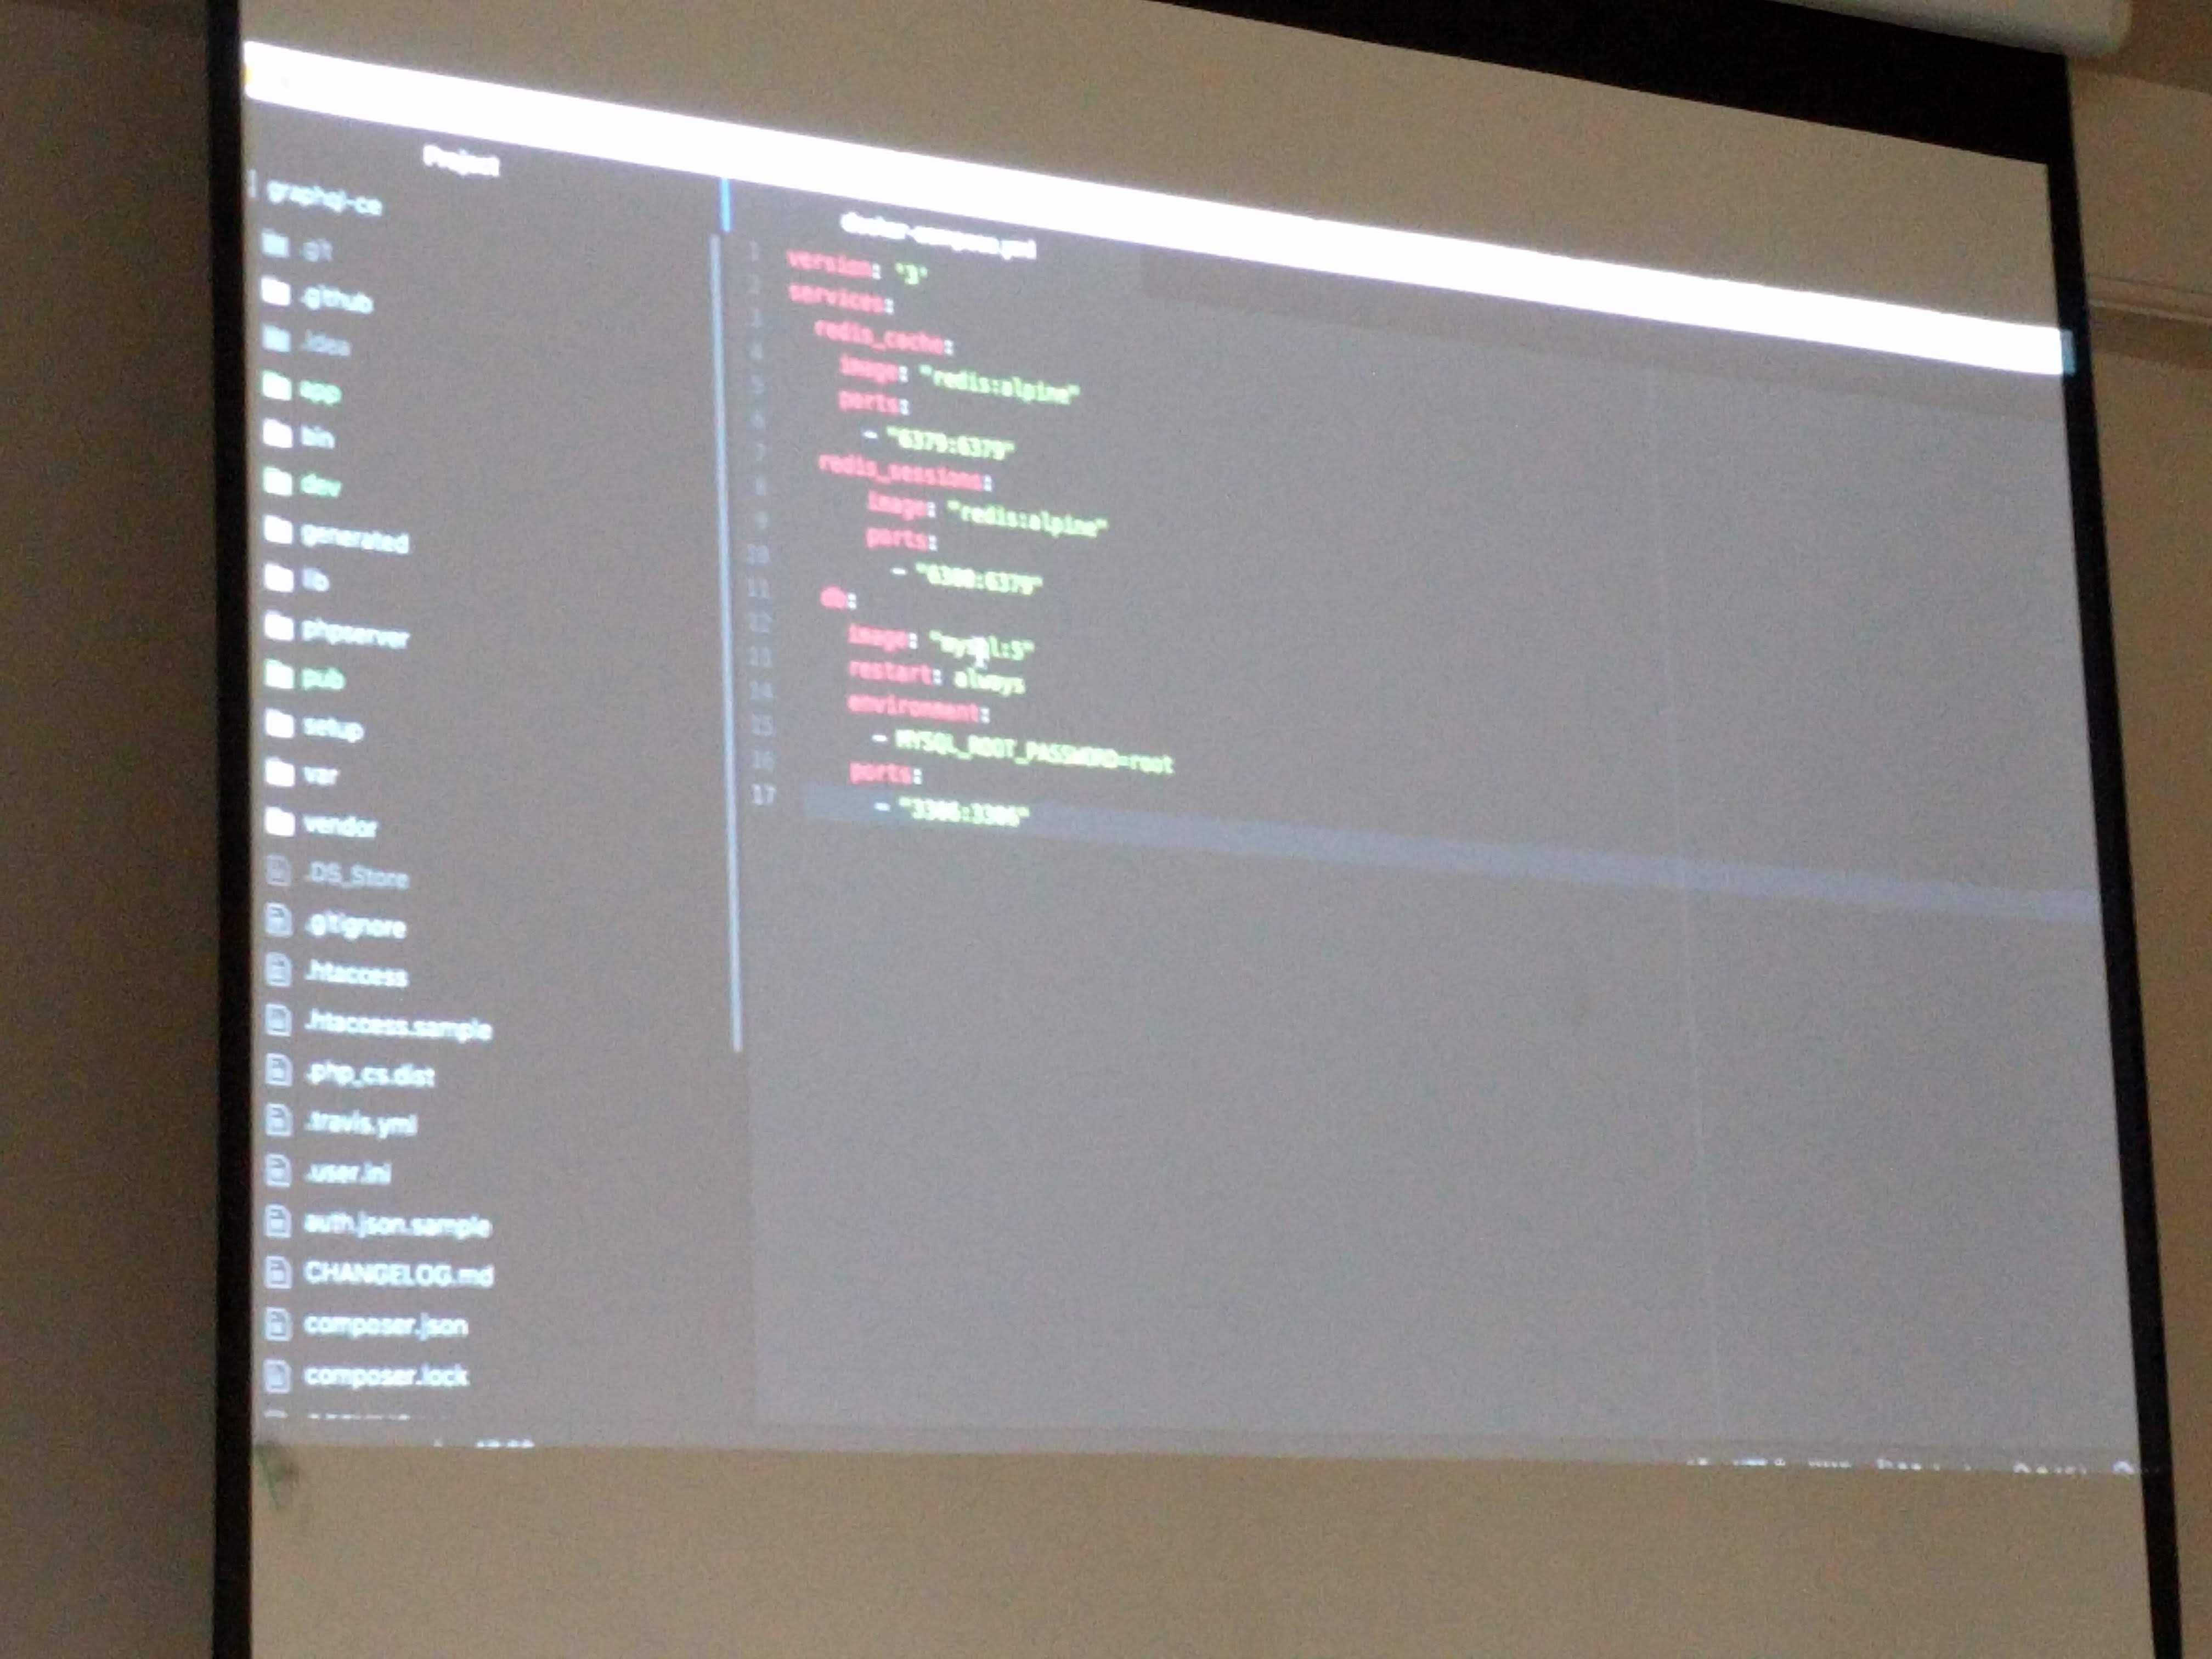 Project
graphql-ce
.git
.github
.idea
app
bin
dev
generated
lib
phpserver
pub
setup
var
vendor
.DS_Store
.gitignore
.htaccess
.htaccess.sample
.php_cs.dist
.travis.yml
.user.ini
auth.json.sample
CHANGELOG.md
composer.json
composer.lock
docker-compose.yml
1 version: '3'
2 services:
3 redis_cache:
4 image: "redis:alpine"
5 ports:
6 - "6379:6379"
7 redis_sessions:
8 image: "redis:alpine"
9 ports:
10 - "6380:6379"
11 db:
12 image: "mysql:5"
13 restart: always
14 environment:
15 - MYSQL_ROOT_PASSWORD=root
16 ports:
17 - "3306:3306"